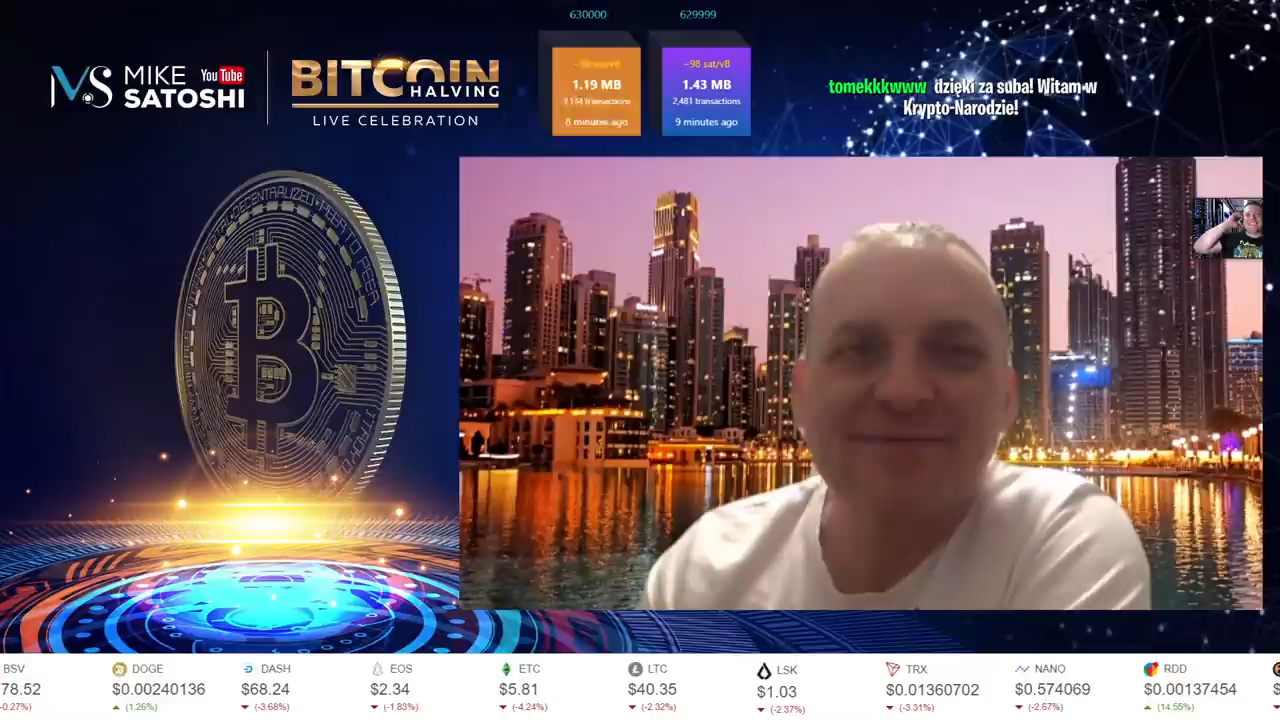 630000
629999
MIKE
YouTube
SATOSHI
BITCOIN
HALVING
LIVE CELEBRATION
1.19 MB
8 minutes ago
~98 sat/vB
1.43 MB
2,481 transactions
9 minutes ago
tomekkkwww dzięki za suba! Witam w
Krypto-Narodzie!
DECENTRALIZED
PEER TO PEER
BSV
78.52
-0.27%)
DOGE
$0.00240136
(1.26%)
DASH
$68.24
(-3.68%)
EOS
$2.34
(-1.83%)
ETC
$5.81
(-4.24%)
LTC
$40.35
(-2.32%)
LSK
$1.03
(-2.37%)
TRX
$0.01360702
(-3.31%)
NANO
$0.574069
(-2.67%)
RDD
$0.00137454
(14.55%)